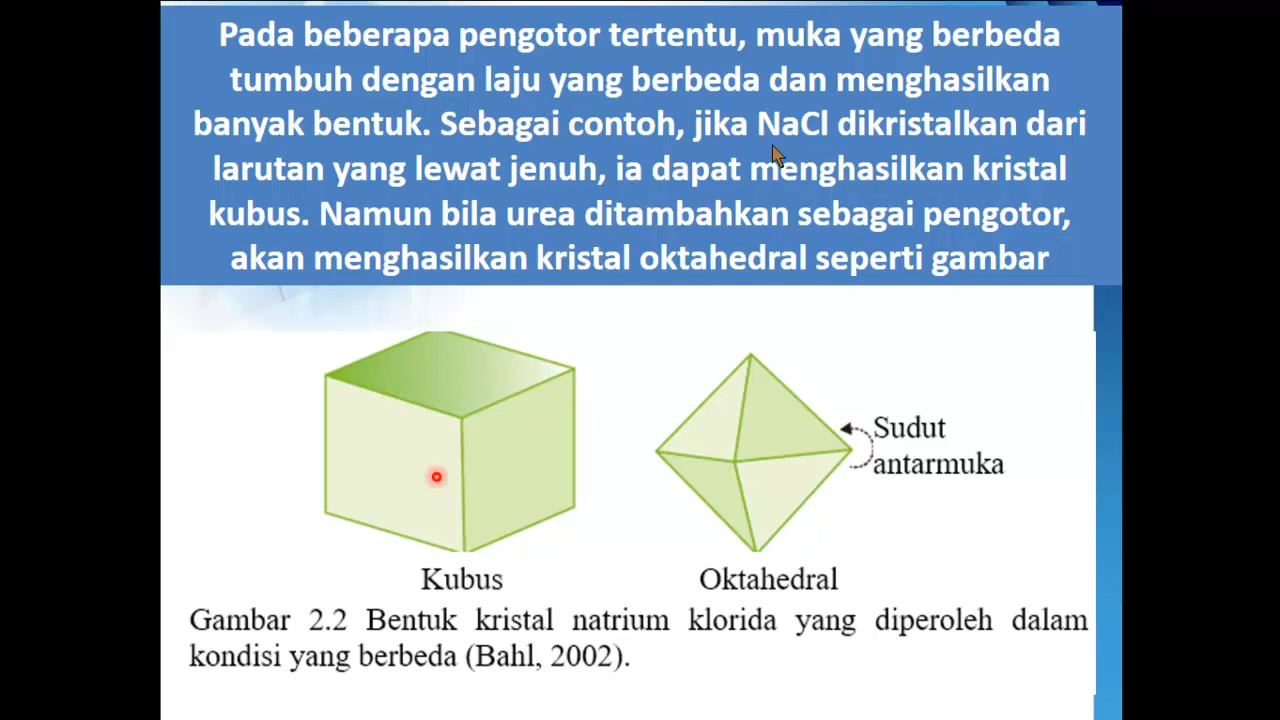 Pada beberapa pengotor tertentu, muka yang berbeda
tumbuh dengan laju yang berbeda dan menghasilkan
banyak bentuk. Sebagai contoh, jika NaCl dikristalkan dari
larutan yang lewat jenuh, ia dapat menghasilkan kristal
kubus. Namun bila urea ditambahkan sebagai pengotor,
akan menghasilkan kristal oktahedral seperti gambar
Sudut
antarmuka
Kubus
Oktahedral
Gambar 2.2 Bentuk kristal natrium klorida yang diperoleh dalam
kondisi yang berbeda (Bahl, 2002).